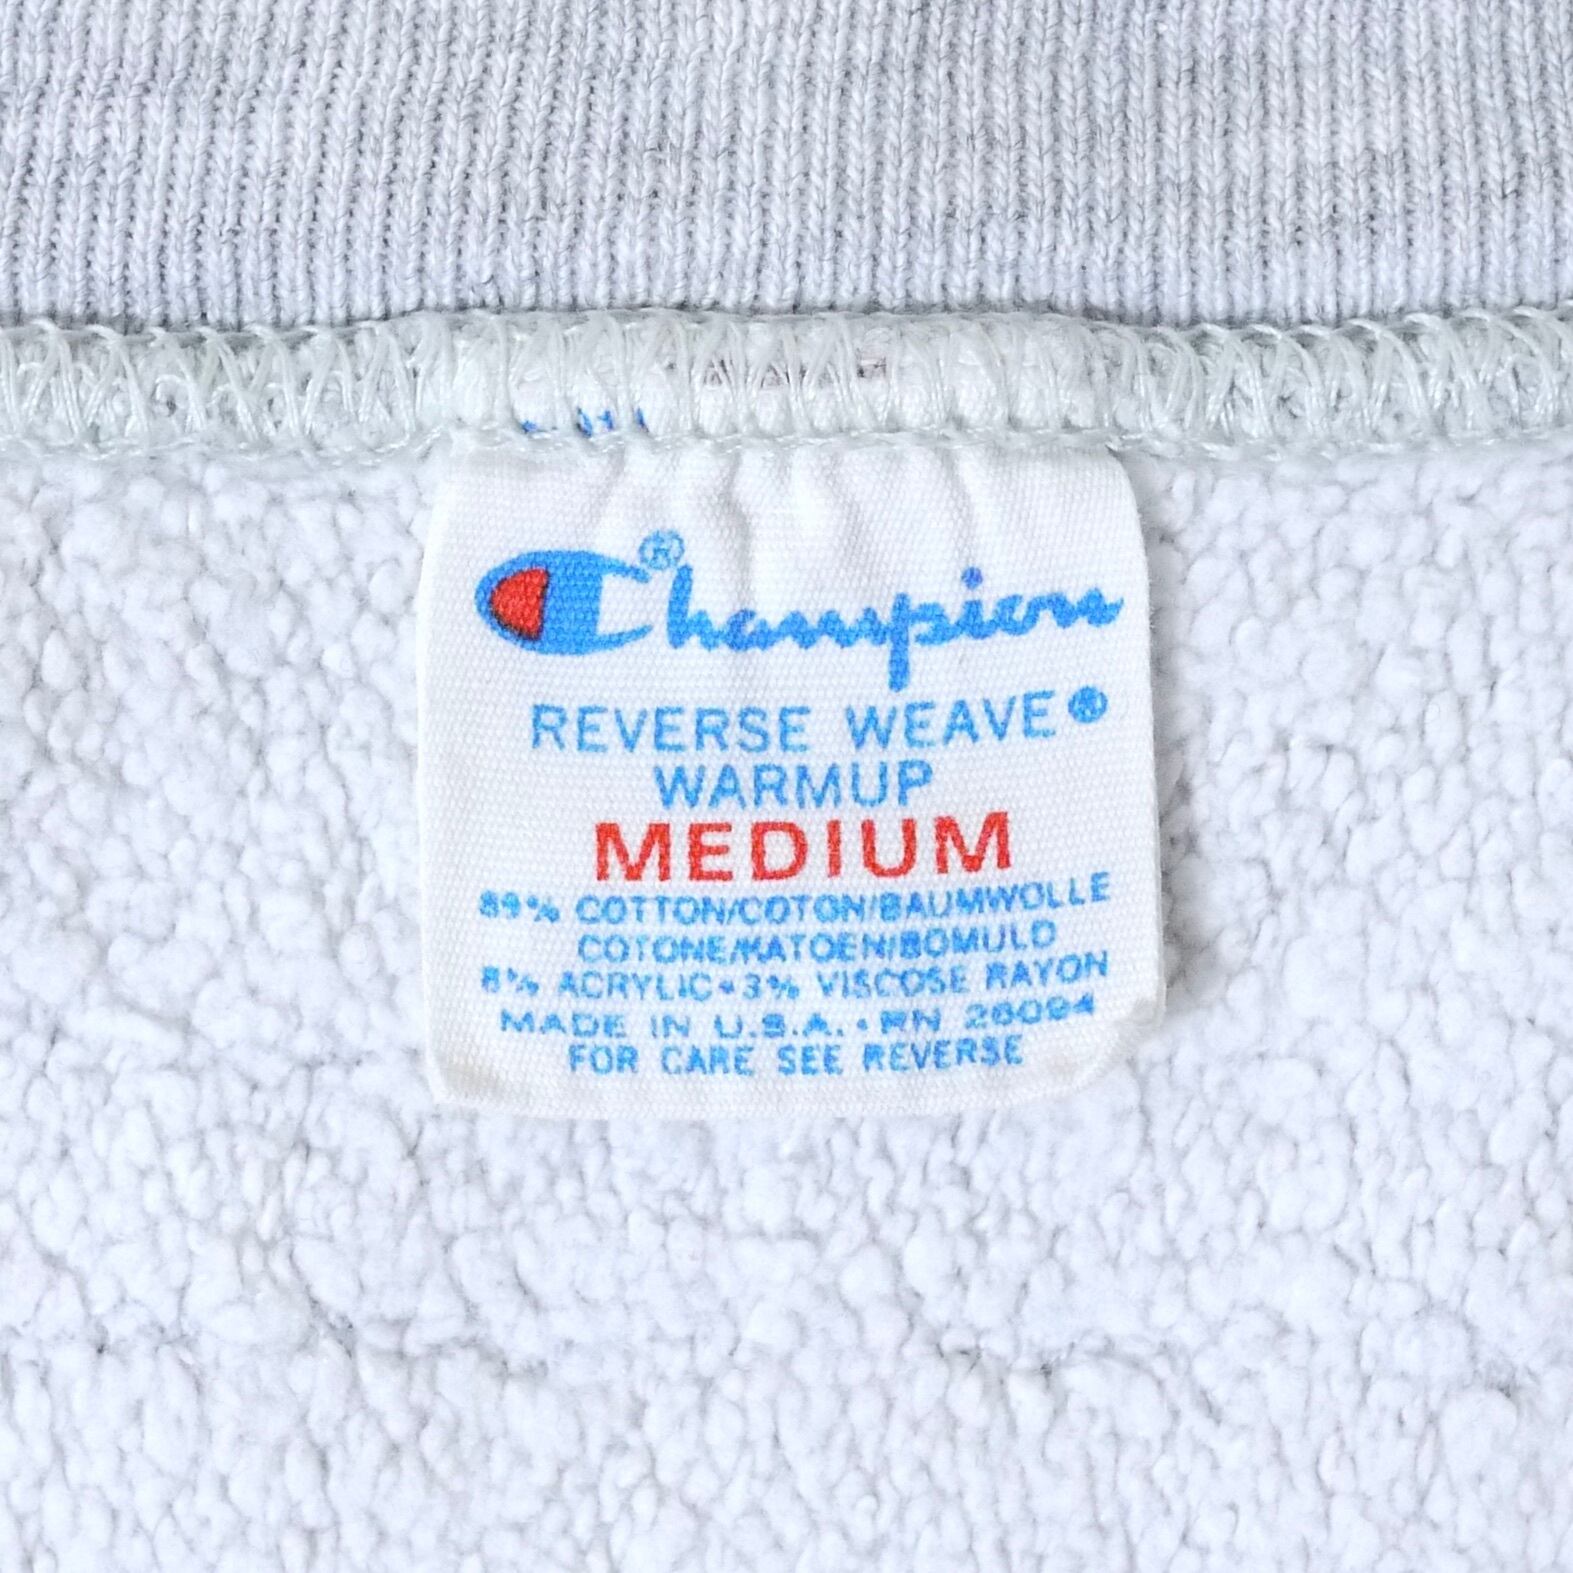 Champion®
REVERSE WEAVE®
WARMUP
MEDIUM
89% COTTON/COTON/BAUMWOLLE
COTONE/KATOEN/BOMULD
8% ACRYLIC•3% VISCOSE RAYON
MADE IN U.S.A.•RN 26094
FOR CARE SEE REVERSE